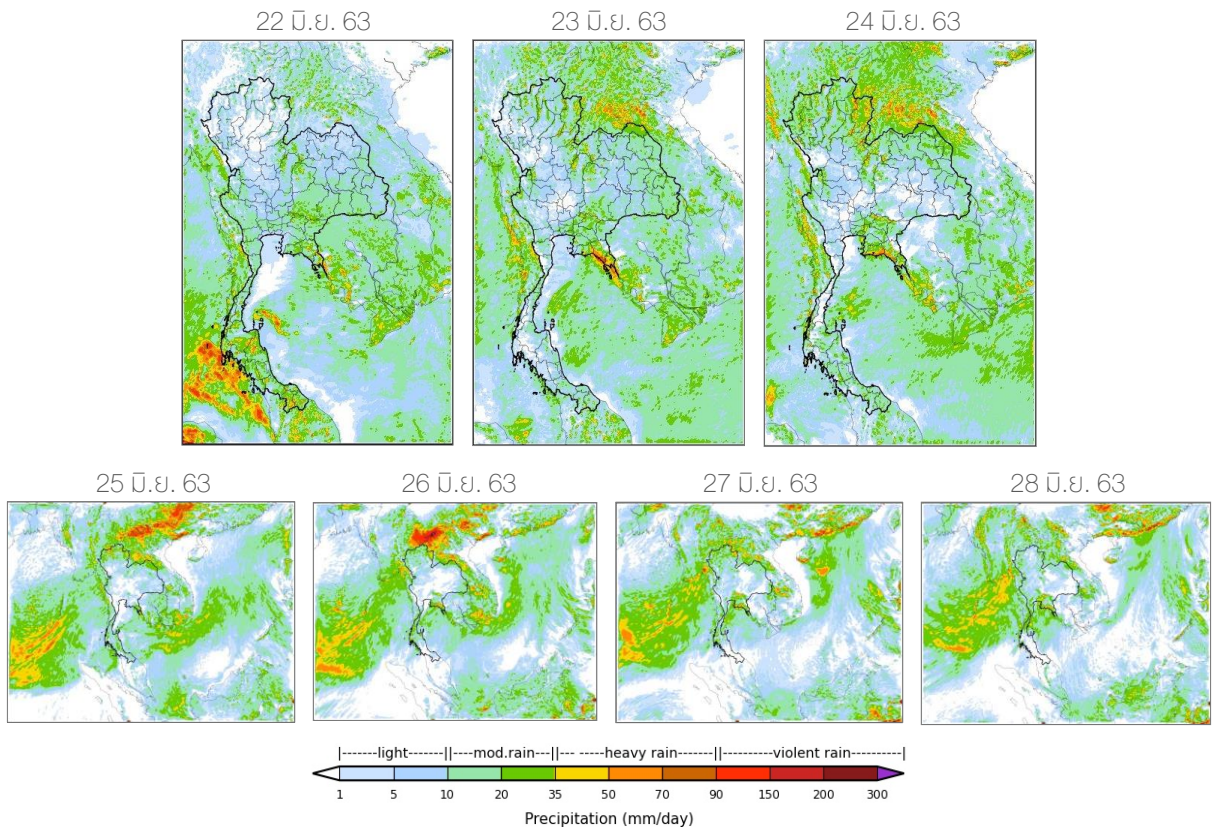 22 มิ.ย. 63
23 มิ.ย. 63
24 มิ.ย. 63
25 มิ.ย. 63
26 มิ.ย. 63
27 มิ.ย. 63
28 มิ.ย. 63
|-------light-------||----mod.rain---||--- -----heavy rain--------||-----------violent rain----------|
1 5 10 20 35 50 70 90 150 200 300
Precipitation (mm/day)